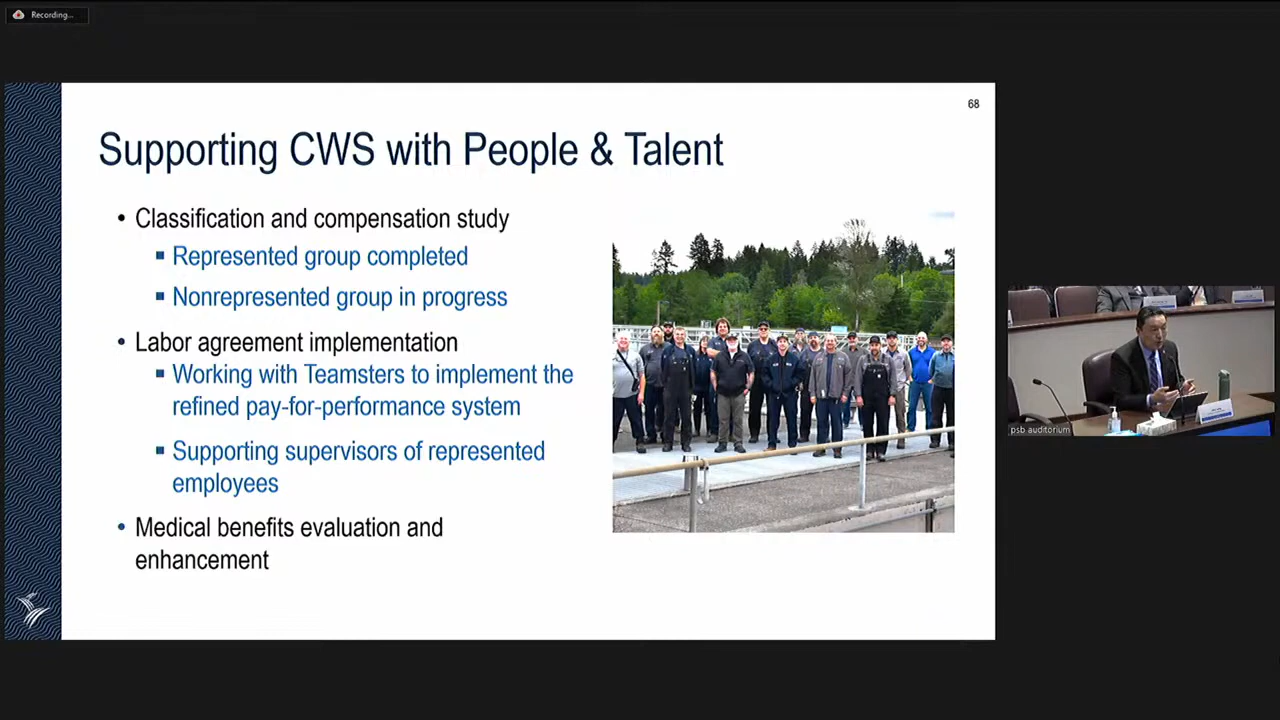 Recording...
68
Supporting CWS with People & Talent
• Classification and compensation study
▪ Represented group completed
▪ Nonrepresented group in progress
• Labor agreement implementation
▪ Working with Teamsters to implement the
refined pay-for-performance system
▪ Supporting supervisors of represented
employees
• Medical benefits evaluation and
enhancement
psb auditorium